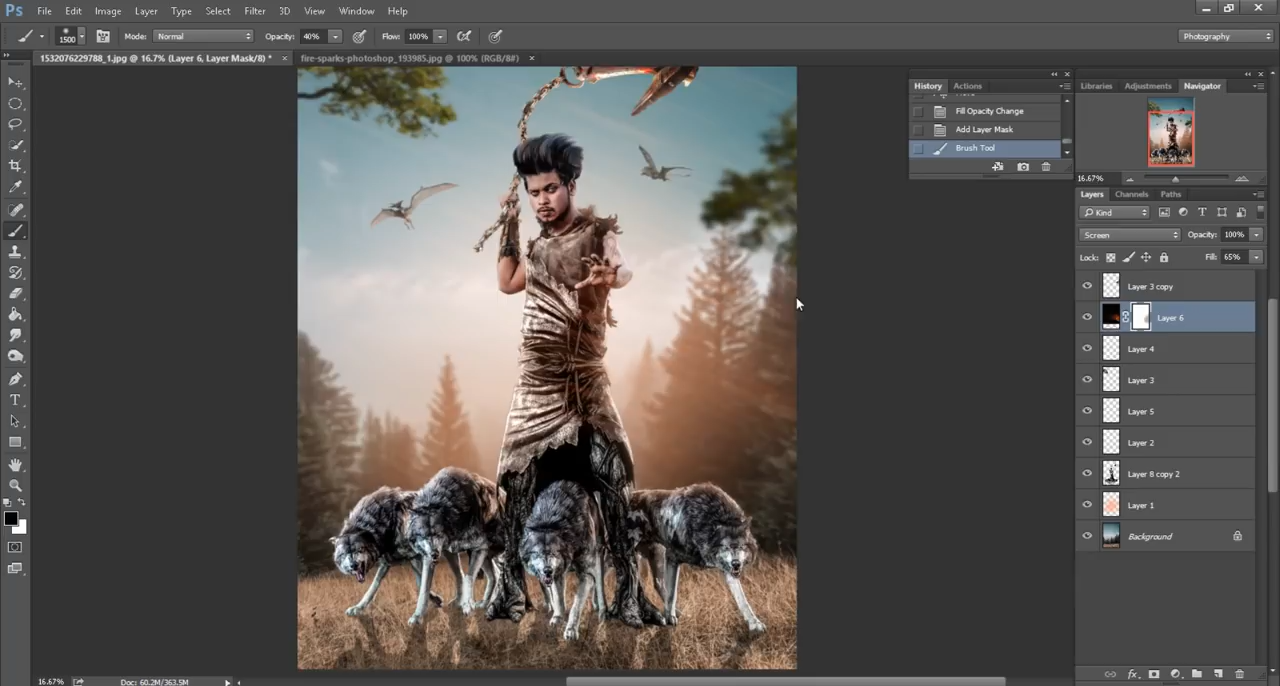 Ps File Edit Image Layer Type Select Filter 3D View Window Help
1500 Mode: Normal Opacity: 40% Flow: 100% Photography
1532076229788_1.jpg @ 16.7% (Layer 6, Layer Mask/8) * × fire-sparks-photoshop_193985.jpg @ 100% (RGB/8#) ×
History Actions
Libraries Adjustments Navigator
Fill Opacity Change
Add Layer Mask
Brush Tool
16.67%
Layers Channels Paths
Kind
Screen Opacity: 100%
Lock: Fill: 65%
Layer 3 copy
Layer 6
Layer 4
Layer 3
Layer 5
Layer 2
Layer 8 copy 2
Layer 1
Background
16.67% Doc: 60.2M/363.5M